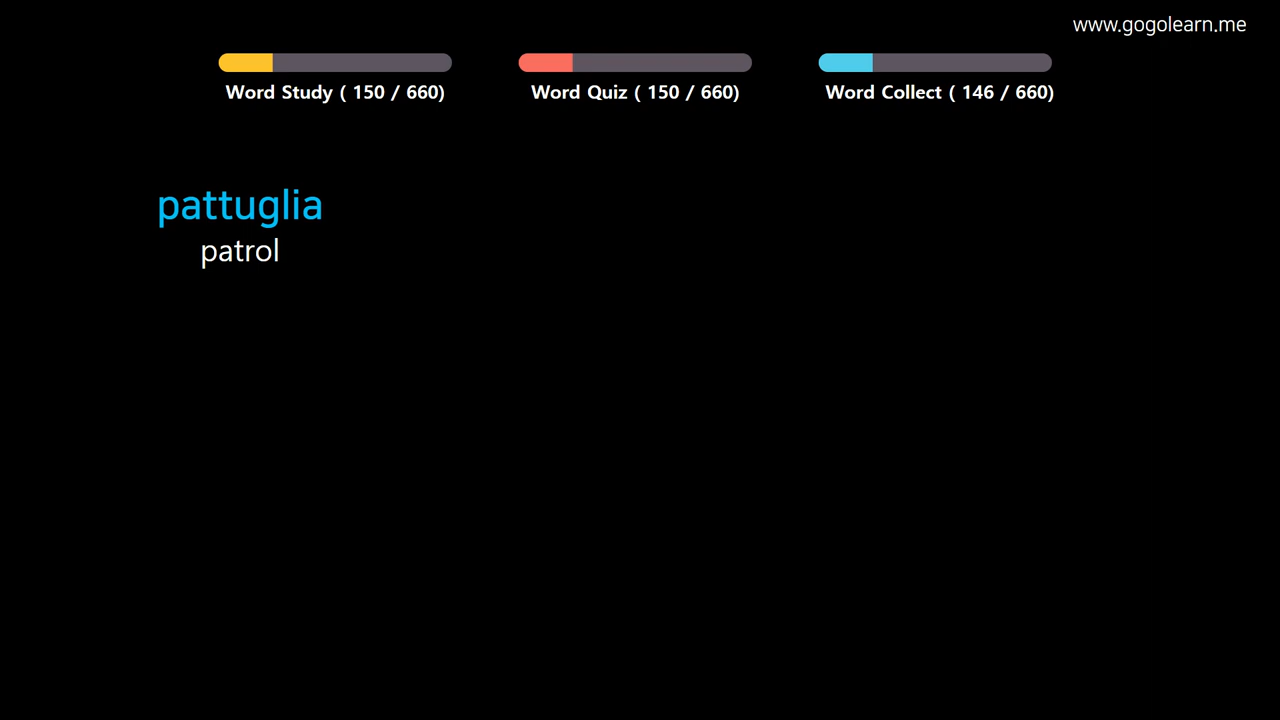 www.gogolearn.me
Word Study ( 150 / 660)
Word Quiz ( 150 / 660)
Word Collect ( 146 / 660)
pattuglia
patrol